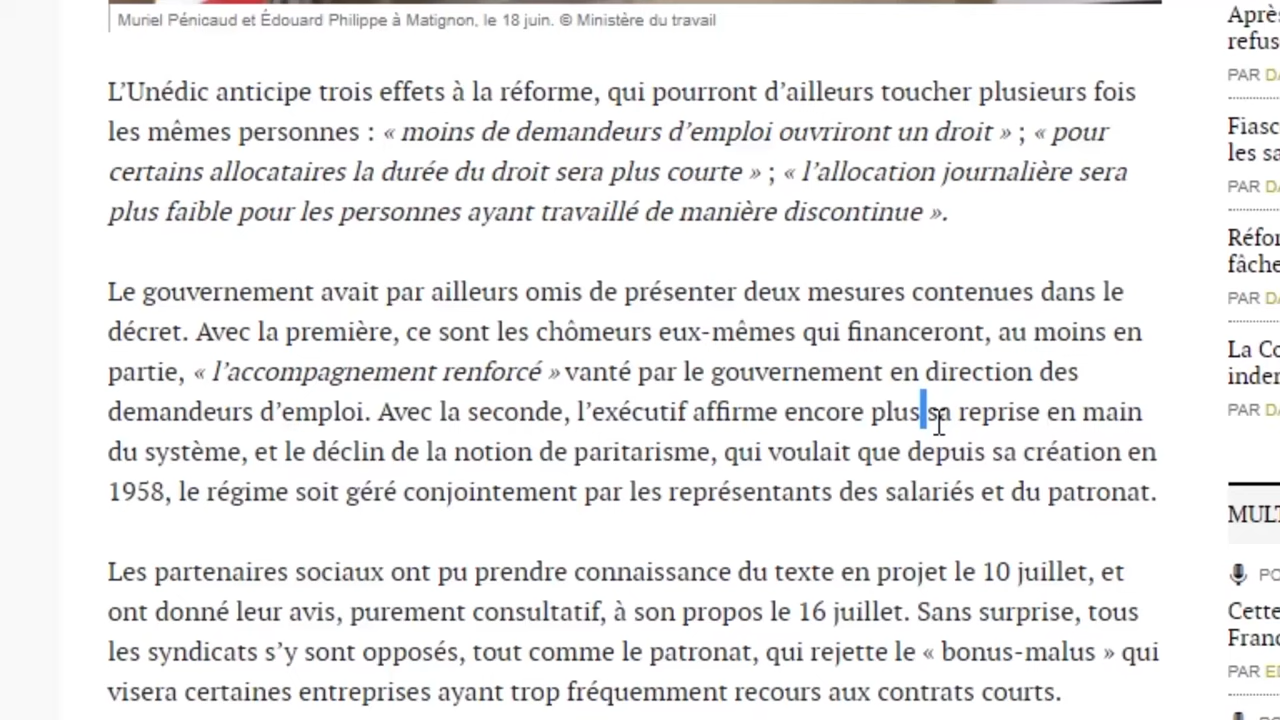 Muriel Pénicaud et Édouard Philippe à Matignon, le 18 juin. © Ministère du travail
L’Unédic anticipe trois effets à la réforme, qui pourront d’ailleurs toucher plusieurs fois
les mêmes personnes : « moins de demandeurs d’emploi ouvriront un droit » ; « pour
certains allocataires la durée du droit sera plus courte » ; « l’allocation journalière sera
plus faible pour les personnes ayant travaillé de manière discontinue ».
Le gouvernement avait par ailleurs omis de présenter deux mesures contenues dans le
décret. Avec la première, ce sont les chômeurs eux-mêmes qui financeront, au moins en
partie, « l’accompagnement renforcé » vanté par le gouvernement en direction des
demandeurs d’emploi. Avec la seconde, l’exécutif affirme encore plus sa reprise en main
du système, et le déclin de la notion de paritarisme, qui voulait que depuis sa création en
1958, le régime soit géré conjointement par les représentants des salariés et du patronat.
Les partenaires sociaux ont pu prendre connaissance du texte en projet le 10 juillet, et
ont donné leur avis, purement consultatif, à son propos le 16 juillet. Sans surprise, tous
les syndicats s’y sont opposés, tout comme le patronat, qui rejette le « bonus-malus » qui
visera certaines entreprises ayant trop fréquemment recours aux contrats courts.
Après
refus
PAR DA
Fiasc
les sa
PAR DA
Réfor
fâche
PAR DA
La Co
inder
PAR DA
MULT
PO
Cette
Franc
PAR ED